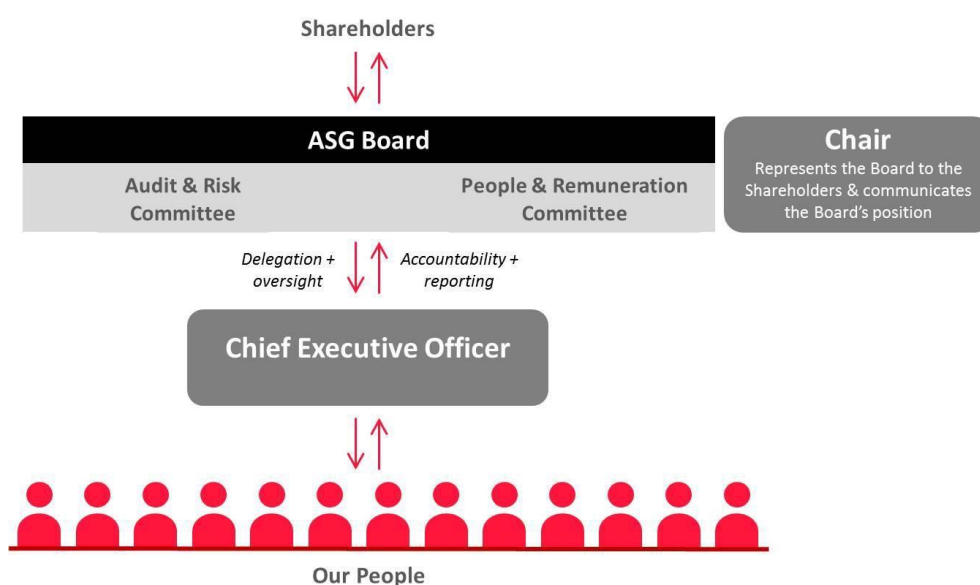 Shareholders
ASG Board
Chair
Represents the Board to the
Shareholders & communicates
the Board's position
Audit & Risk
Committee
People & Remuneration
Committee
Delegation +
oversight
Accountability +
reporting
Chief Executive Officer
Our People